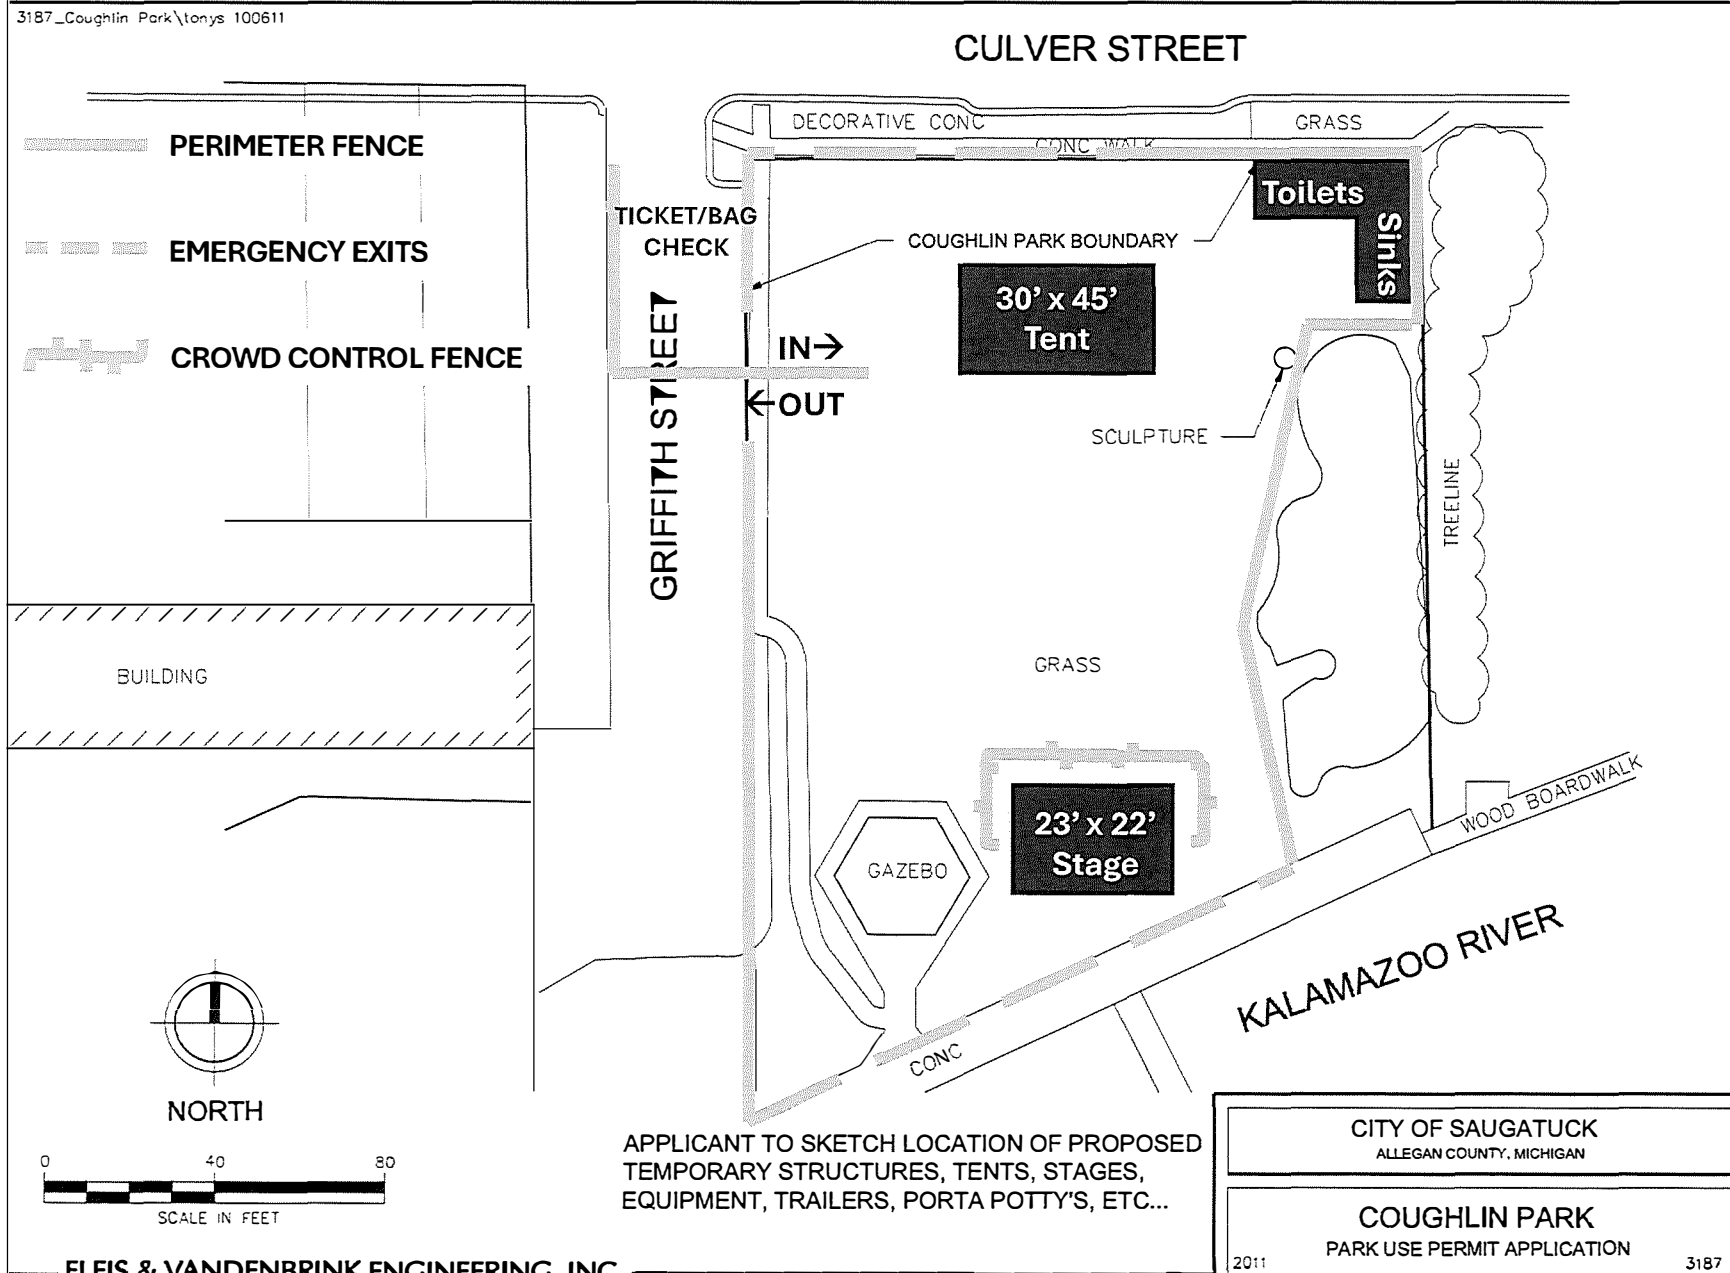 3187_Coughlin Park\tonys 100611
CULVER STREET
DECORATIVE CONC
GRASS
CONC WALK
PERIMETER FENCE
EMERGENCY EXITS
CROWD CONTROL FENCE
TICKET/BAG
CHECK
COUGHLIN PARK BOUNDARY
Toilets
Sinks
30' x 45'
Tent
IN→
←OUT
GRIFFITH STREET
SCULPTURE
TREELINE
BUILDING
GRASS
23' x 22'
Stage
GAZEBO
WOOD BOARDWALK
KALAMAZOO RIVER
CONC
NORTH
0 40 80
SCALE IN FEET
APPLICANT TO SKETCH LOCATION OF PROPOSED
TEMPORARY STRUCTURES, TENTS, STAGES,
EQUIPMENT, TRAILERS, PORTA POTTY'S, ETC...
CITY OF SAUGATUCK
ALLEGAN COUNTY, MICHIGAN
COUGHLIN PARK
PARK USE PERMIT APPLICATION
2011 3187
FLEIS & VANDENBRINK ENGINEERING, INC